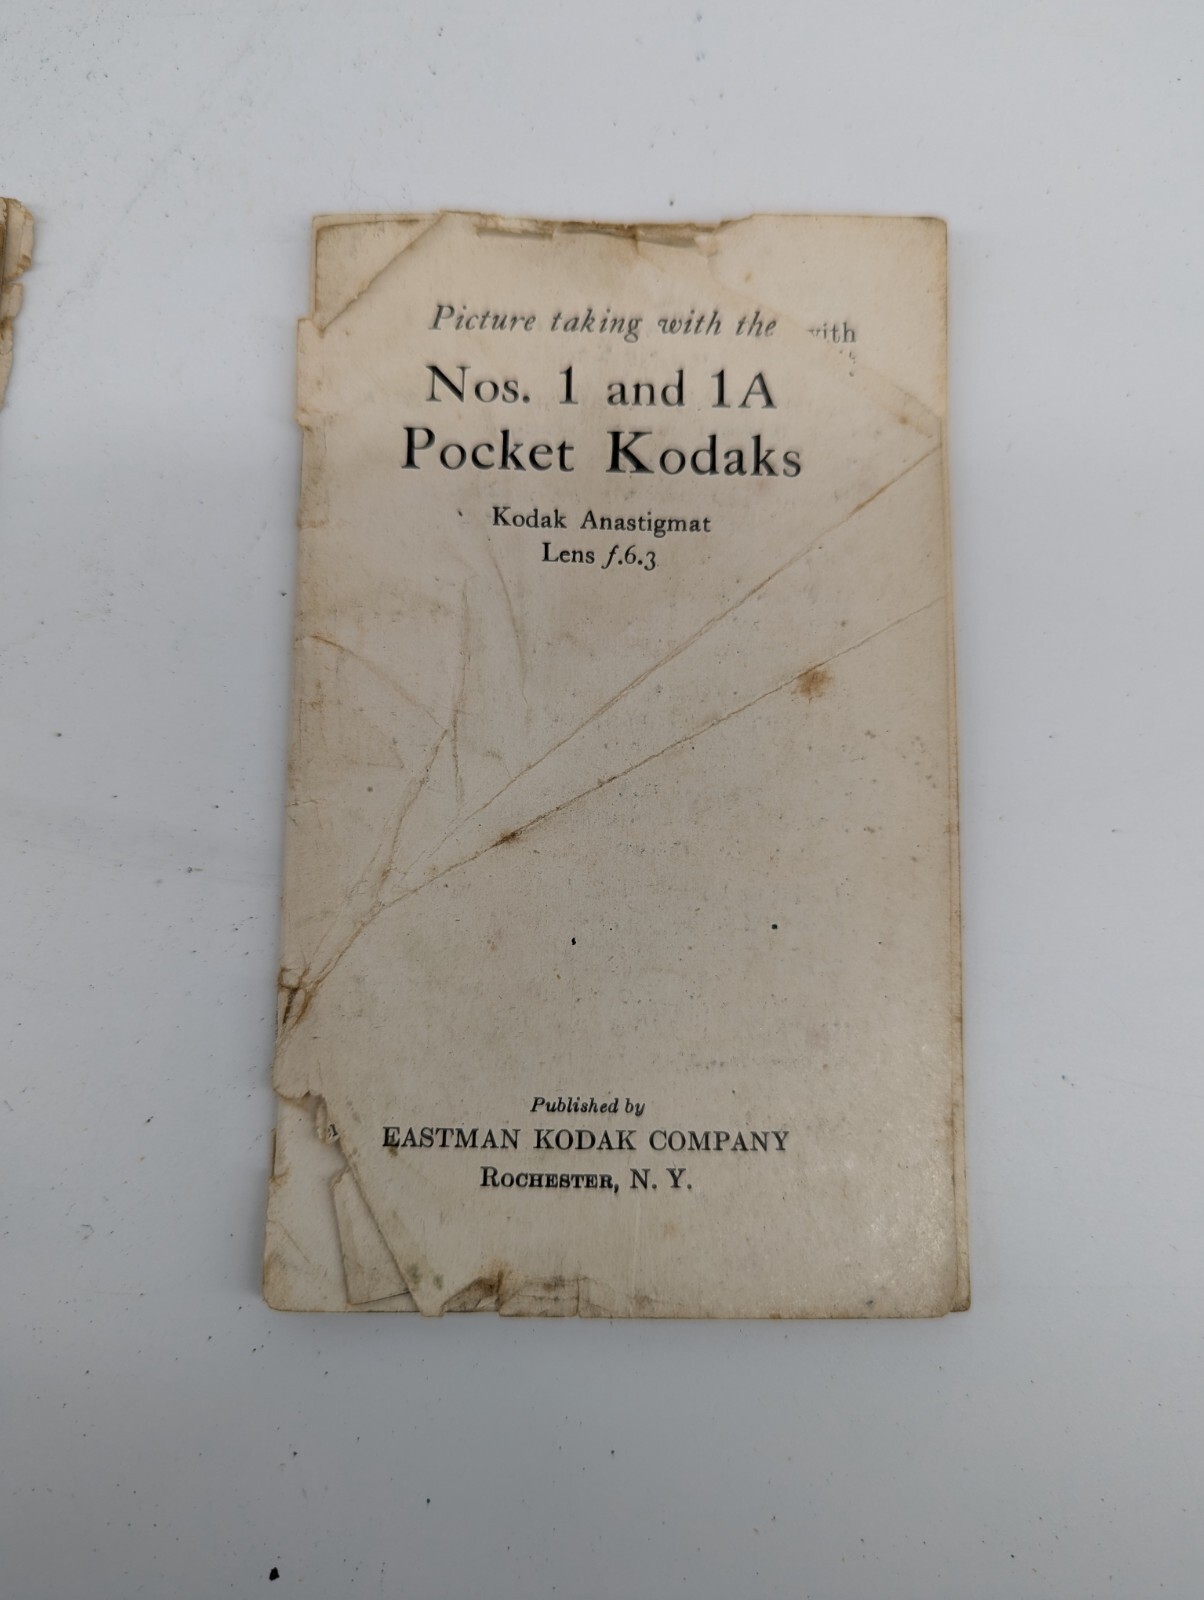 Picture taking with the
Nos. 1 and 1A
Pocket Kodaks
Kodak Anastigmat
Lens f.6.3
Published by
EASTMAN KODAK COMPANY
ROCHESTER, N. Y.